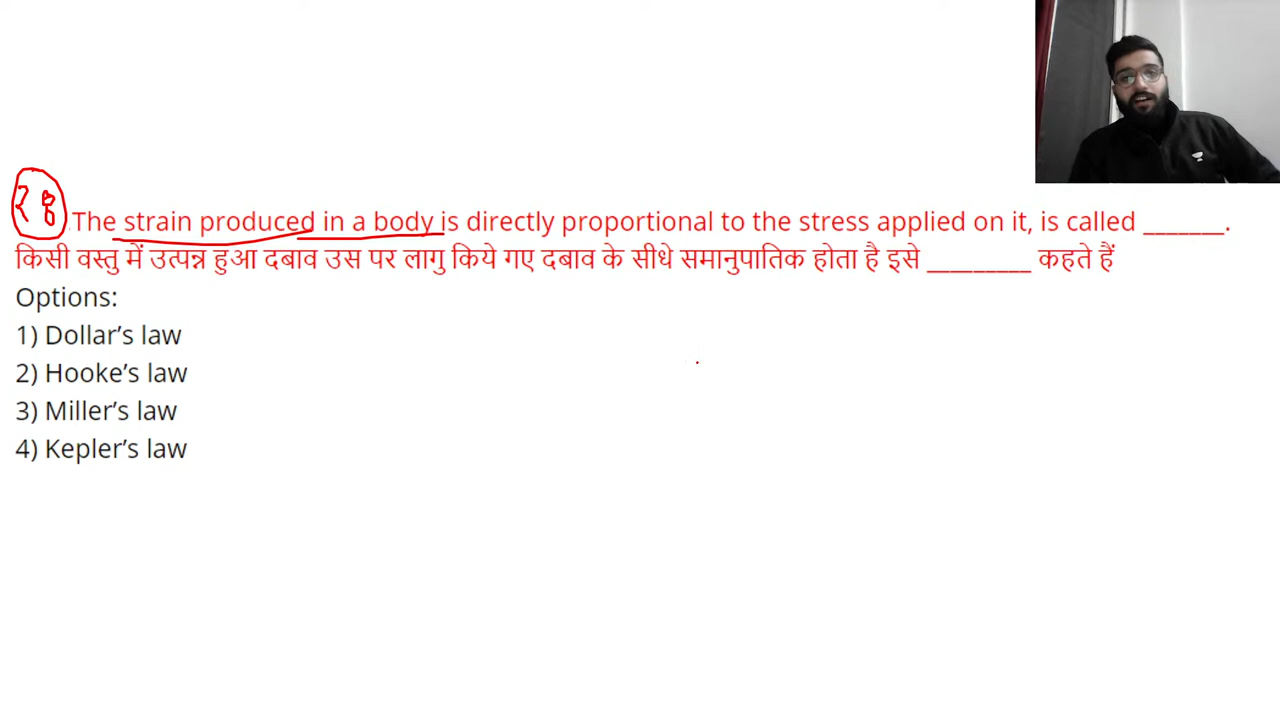 28 The strain produced in a body is directly proportional to the stress applied on it, is called _______.
किसी वस्तु में उत्पन्न हुआ दबाव उस पर लागु किये गए दबाव के सीधे समानुपातिक होता है इसे _________ कहते हैं
Options:
1) Dollar’s law
2) Hooke’s law
3) Miller’s law
4) Kepler’s law